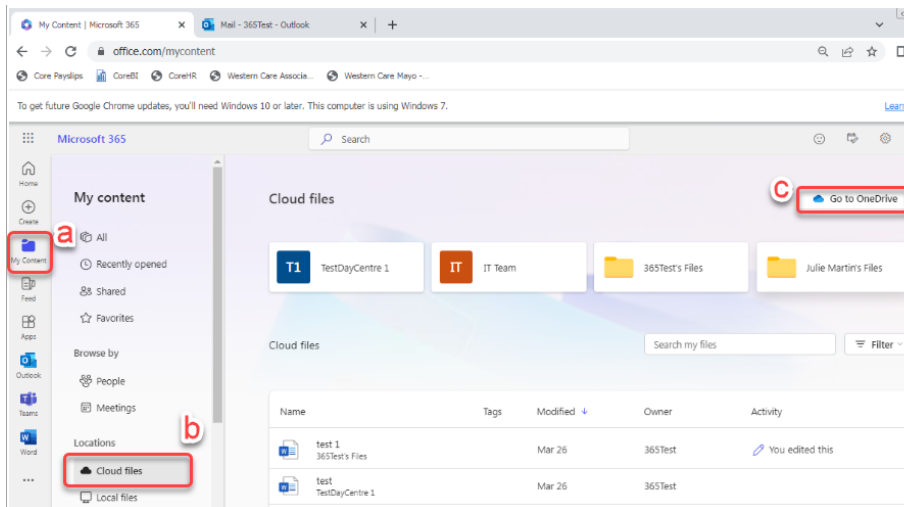 My Content | Microsoft 365
Mail - 365Test - Outlook
office.com/mycontent
Core Payslips CoreBI CoreHR Western Care Associa... Western Care Mayo -...
To get future Google Chrome updates, you'll need Windows 10 or later. This computer is using Windows 7.
Microsoft 365
Search
Home
Create
My Content
Feed
Apps
Outlook
Teams
Word
a
My content
All
Recently opened
Shared
Favorites
Browse by
People
Meetings
b
Locations
Cloud files
Local files
Cloud files
c
Go to OneDrive
T1 TestDayCentre 1
IT IT Team
365Test's Files
Julie Martin's Files
Cloud files
Search my files
Filter
Name Tags Modified Owner Activity
test 1
365Test's Files
Mar 26 365Test You edited this
test
TestDayCentre 1
Mar 26 365Test